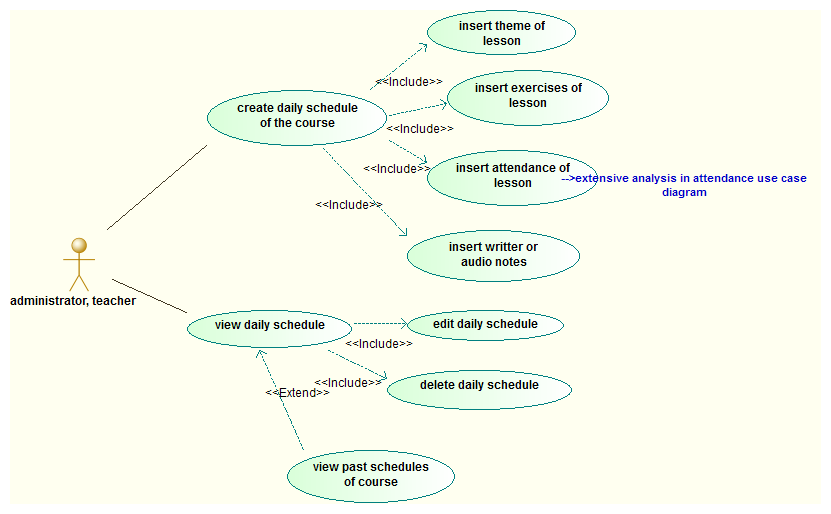 insert theme of
lesson
<<Include>>
insert exercises of
lesson
create daily schedule
of the course
<<Include>>
<<Include>>
insert attendance of
lesson
-->extensive analysis in attendance use case
diagram
<<Include>>
insert writter or
audio notes
administrator, teacher
view daily schedule
edit daily schedule
<<Include>>
<<Include>>
delete daily schedule
<<Extend>>
view past schedules
of course